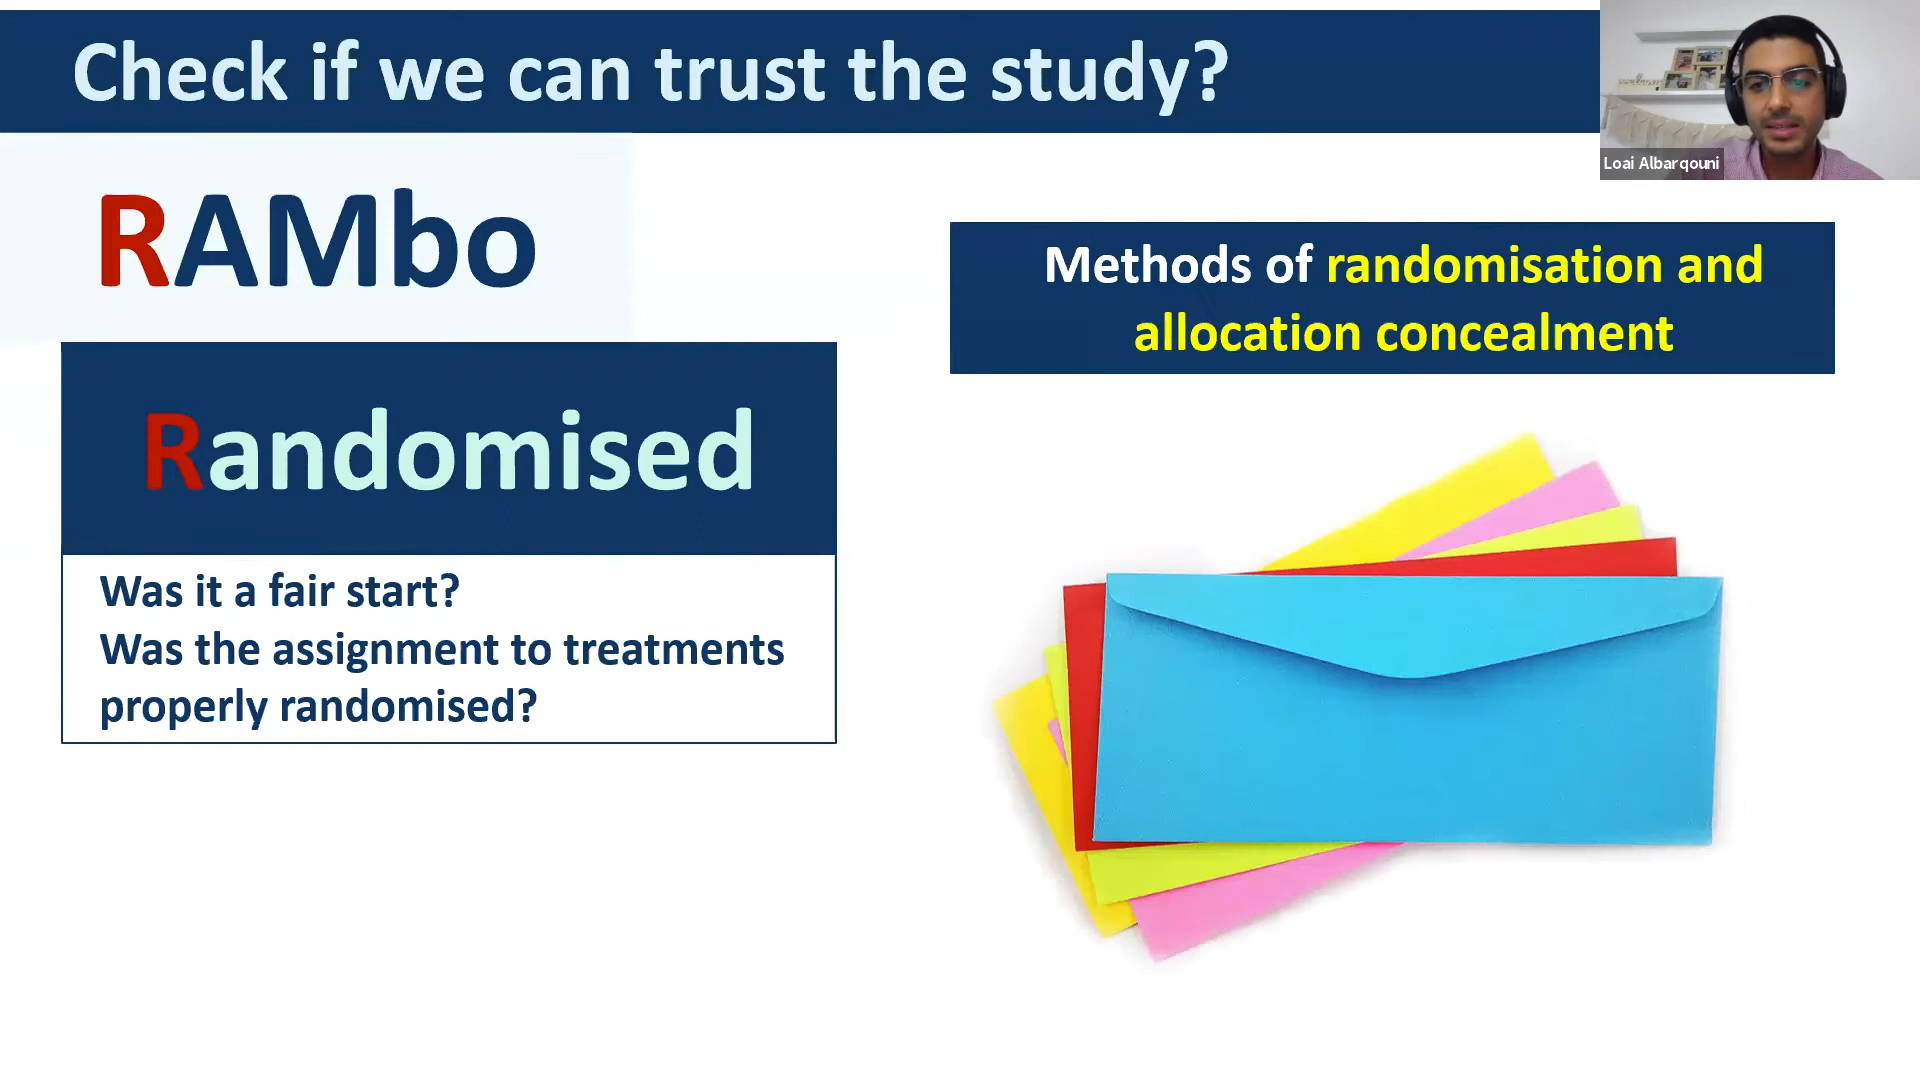 Check if we can trust the study?
Loai Albarqouni
RAMbo
Methods of randomisation and
allocation concealment
Randomised
Was it a fair start?
Was the assignment to treatments
properly randomised?